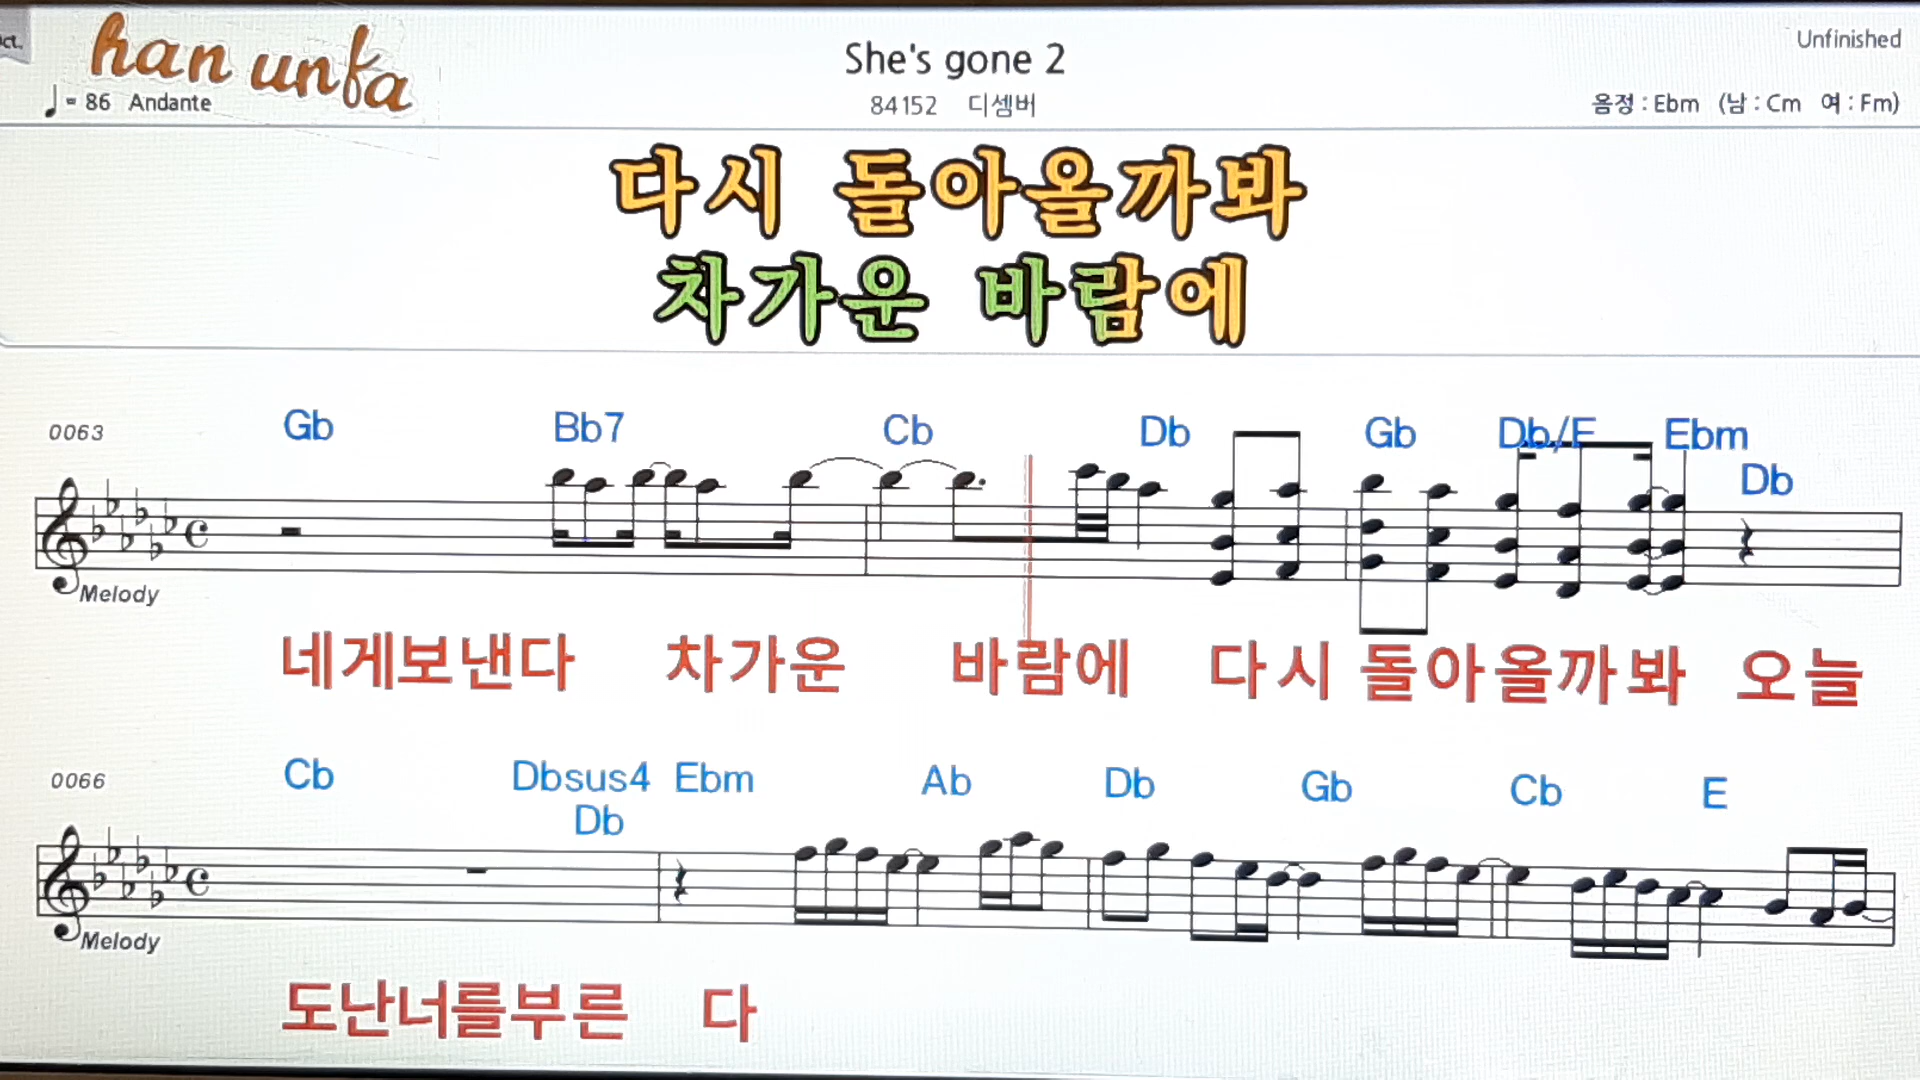 ct.
han unfa
She's gone 2
Unfinished
♩= 86 Andante
84152 디셈버
음정 : Ebm (남 : Cm 여 : Fm)
다시 돌아올까봐
차가운 바람에
0063 Gb Bb7 Cb Db Gb Db/F Ebm
Db
Melody
네게보낸다 차가운 바람에 다시 돌아올까봐 오늘
0066 Cb Dbsus4 Ebm Ab Db Gb Cb E
Db
Melody
도난너를부른 다